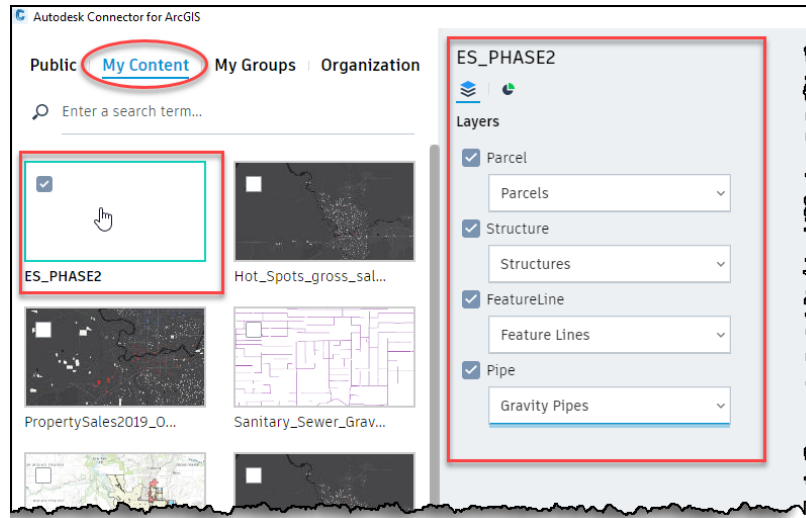 Autodesk Connector for ArcGIS
Public My Content My Groups Organization
Enter a search term...
ES_PHASE2
Hot_Spots_gross_sal...
PropertySales2019_O...
Sanitary_Sewer_Grav...
ES_PHASE2
Layers
Parcel
Parcels
Structure
Structures
FeatureLine
Feature Lines
Pipe
Gravity Pipes